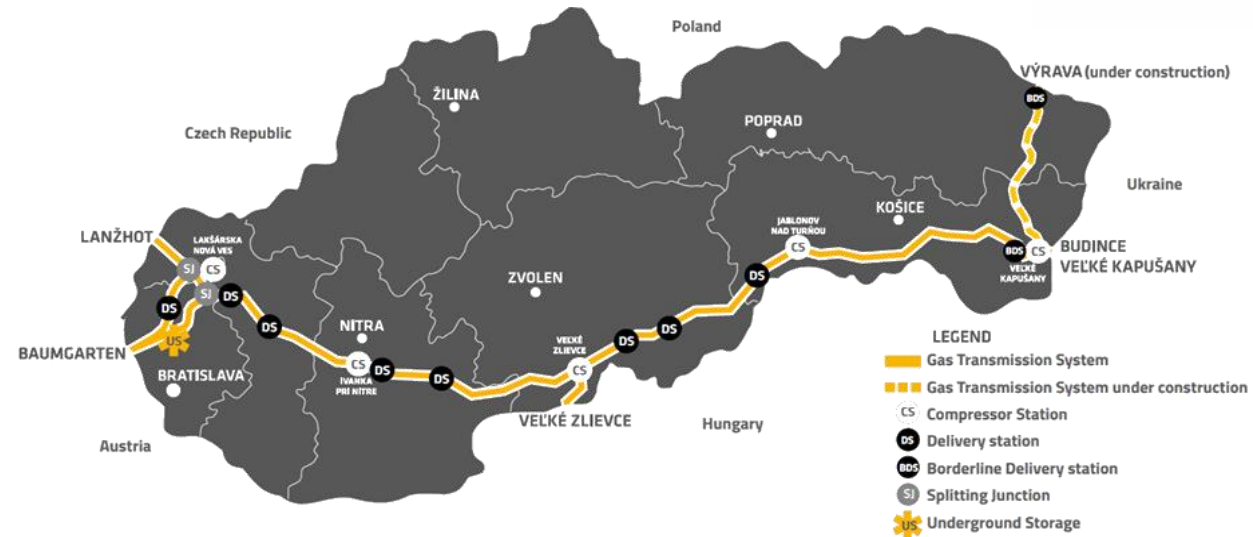 Poland
VÝRAVA (under construction)
BDS
ŽILINA
POPRAD
Czech Republic
Ukraine
KOŠICE
JABLONOV
NAD TURŇOU
CS
LANŽHOT
LAKŠÁRSKA
NOVÁ VES
SJ
CS
BDS
CS
VEĽKÉ
KAPUŠANY
BUDINCE
VEĽKÉ KAPUŠANY
ZVOLEN
DS
SJ
DS
DS
DS
NITRA
US
BAUMGARTEN
BRATISLAVA
CS
DS
IVANKA
PRI NITRE
DS
VEĽKÉ
ZLIEVCE
CS
DS
DS
VEĽKÉ ZLIEVCE
Hungary
Austria
LEGEND
Gas Transmission System
Gas Transmission System under construction
CS Compressor Station
DS Delivery station
BDS Borderline Delivery station
SJ Splitting Junction
US Underground Storage